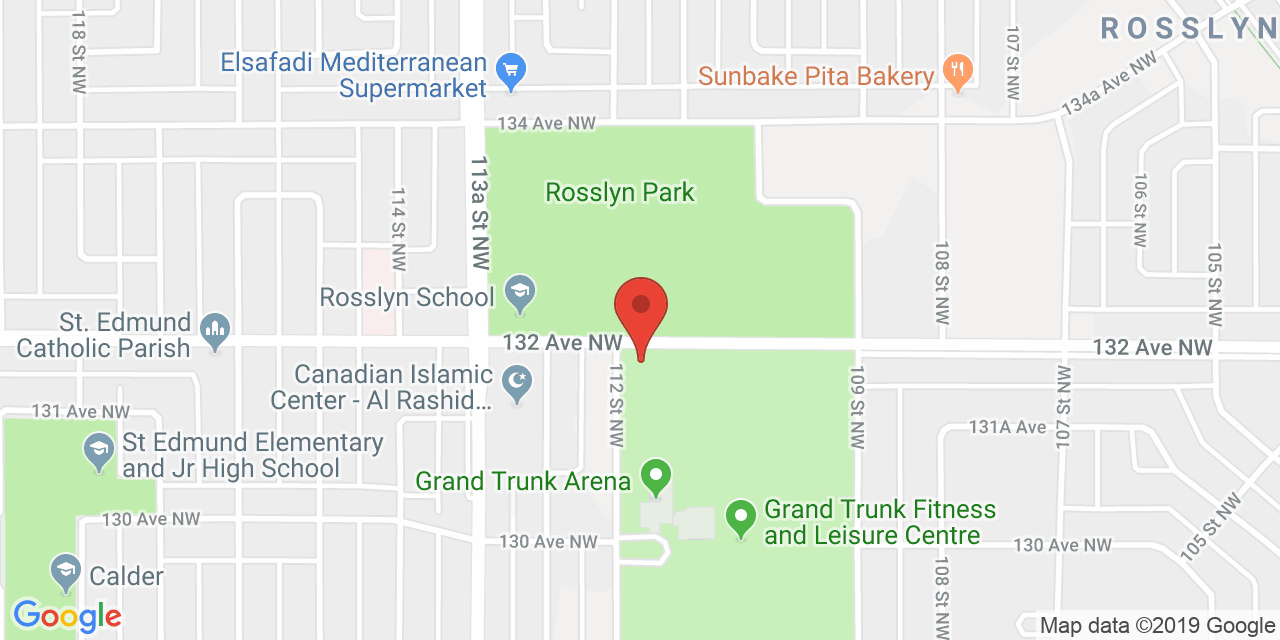 118 St NW
ROSSLYN
107 St NW
Elsafadi Mediterranean
Supermarket
Sunbake Pita Bakery
134a Ave NW
134 Ave NW
113a St NW
114 St NW
Rosslyn Park
106 St NW
108 St NW
105 St NW
Rosslyn School
St. Edmund
Catholic Parish
132 Ave NW
132 Ave NW
Canadian Islamic
Center - Al Rashid...
112 St NW
109 St NW
107 St NW
131 Ave NW
131A Ave
St Edmund Elementary
and Jr High School
Grand Trunk Arena
Grand Trunk Fitness
and Leisure Centre
130 Ave NW
130 Ave NW
130 Ave NW
105 St NW
108 St NW
Calder
Google
Map data ©2019 Google